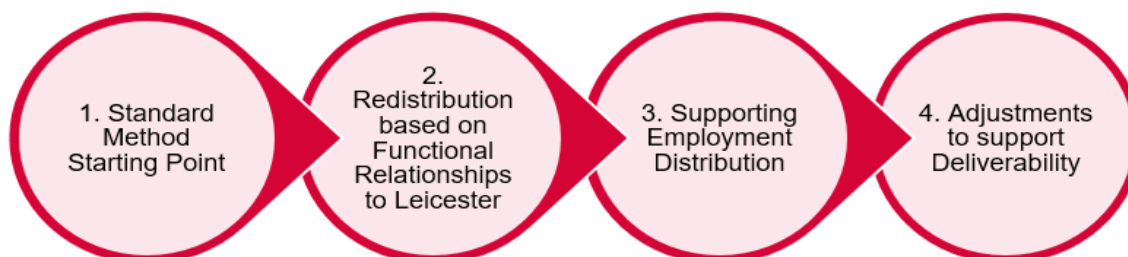 1. Standard
Method
Starting Point
2.
Redistribution
based on
Functional
Relationships
to Leicester
3. Supporting
Employment
Distribution
4. Adjustments
to support
Deliverability